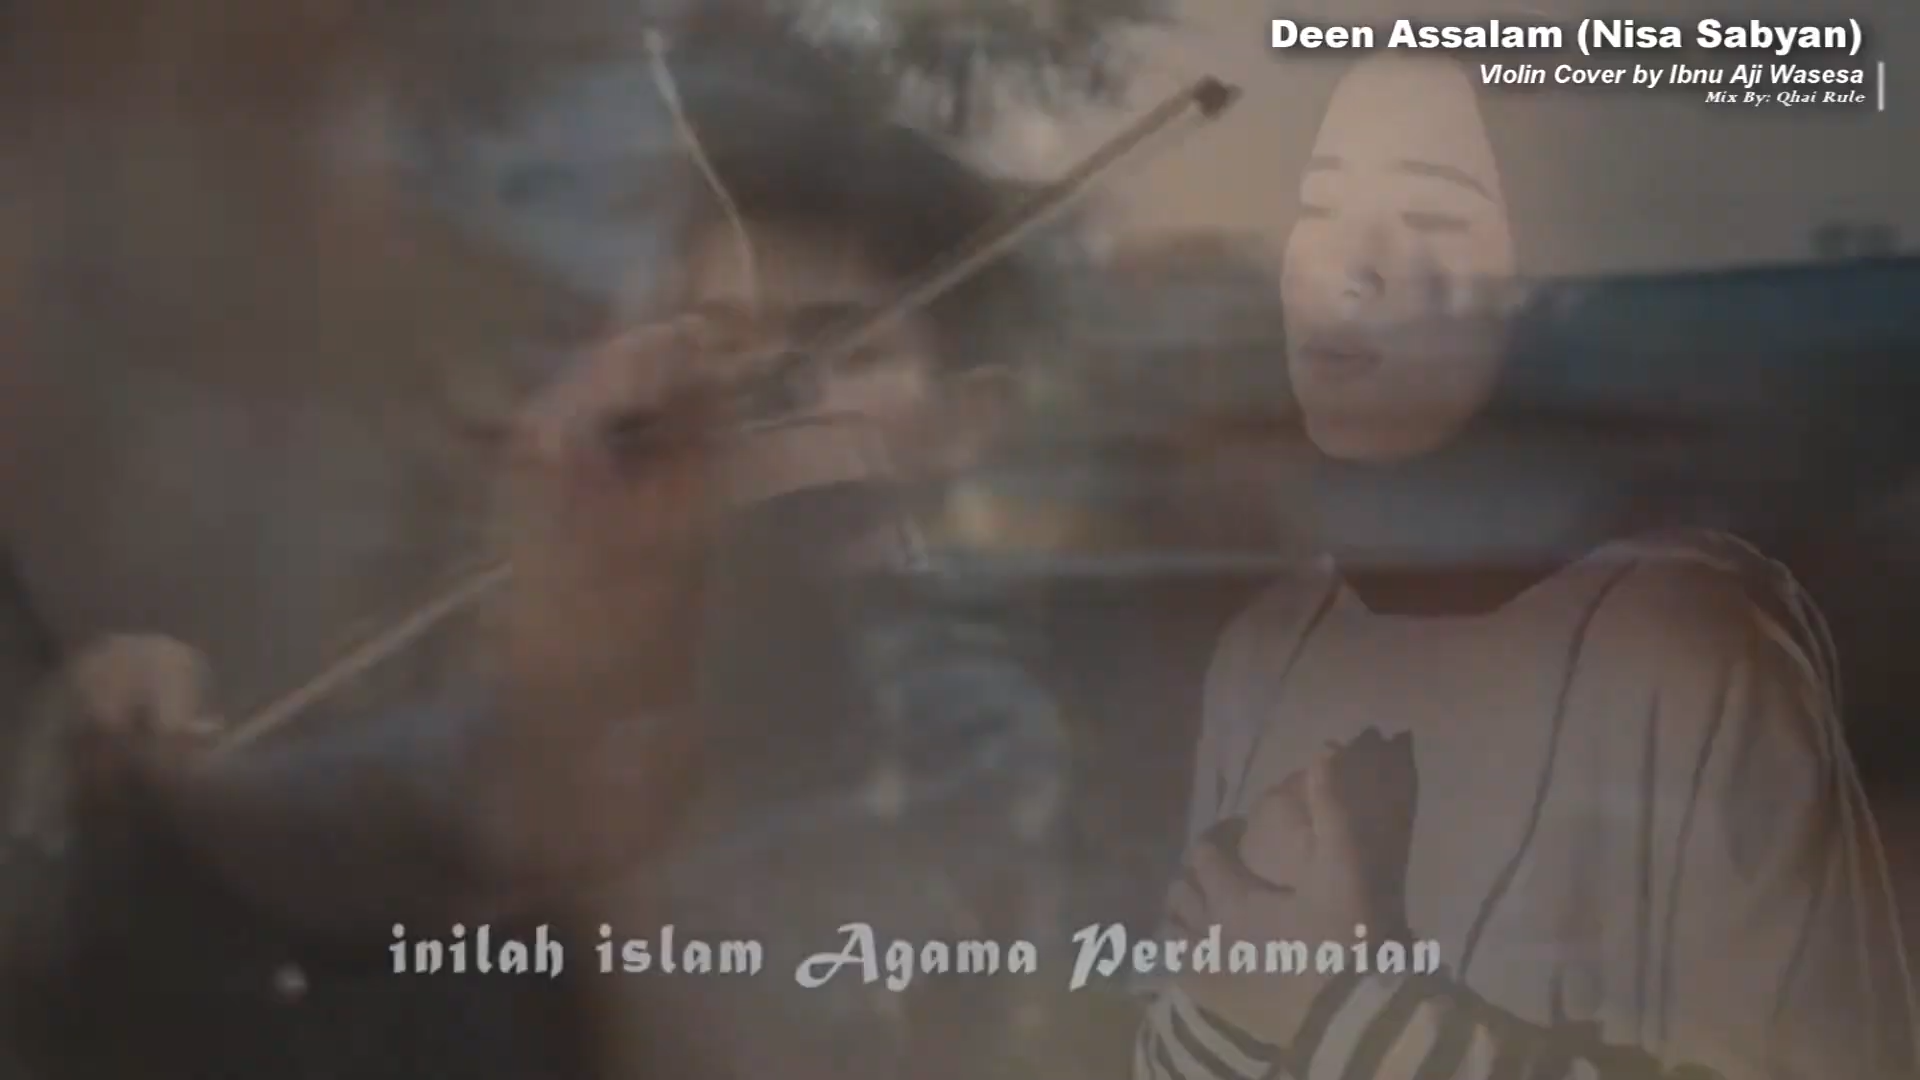 Deen Assalam (Nisa Sabyan)
VIolin Cover by Ibnu Aji Wasesa
Mix By: Qhai Rule
inilah islam Agama Perdamaian